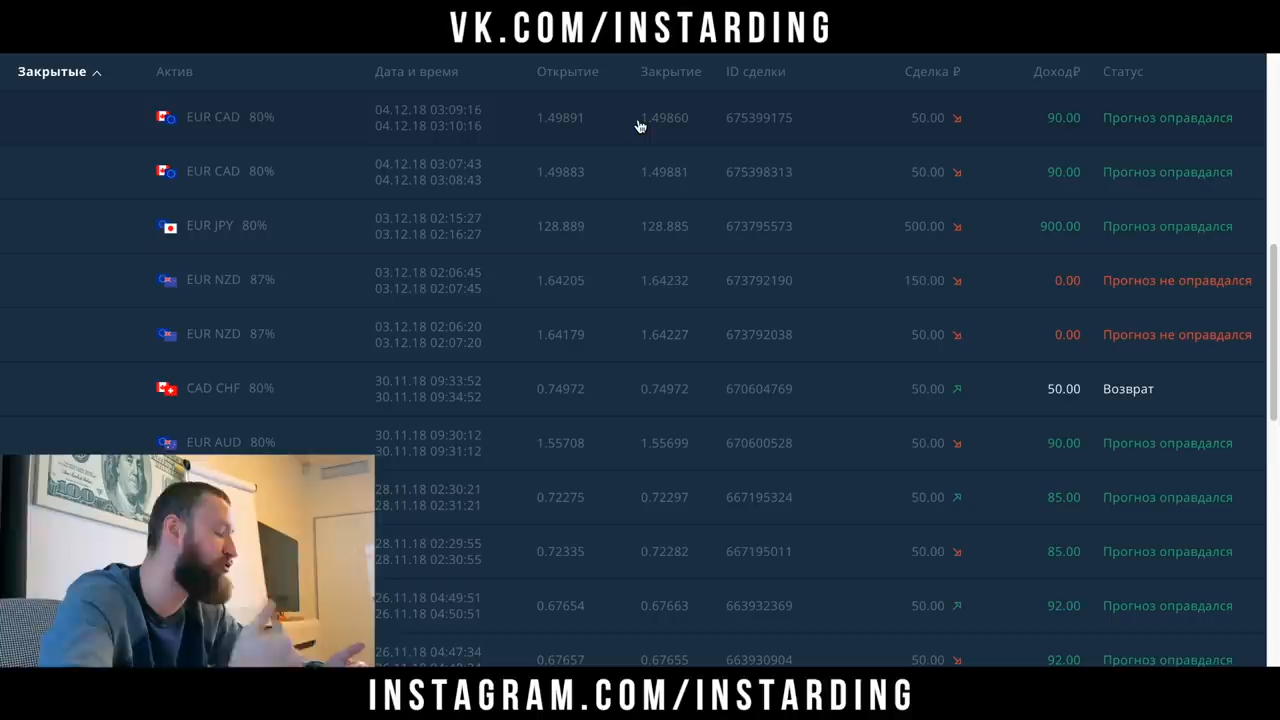 VK.COM/INSTARDING
Закрытые Актив Дата и время Открытие Закрытие ID сделки Сделка ₽ Доход₽ Статус
EUR CAD 80% 04.12.18 03:09:16 1.49891 1.49860 675399175 50.00 90.00 Прогноз оправдался
04.12.18 03:10:16
EUR CAD 80% 04.12.18 03:07:43 1.49883 1.49881 675398313 50.00 90.00 Прогноз оправдался
04.12.18 03:08:43
EUR JPY 80% 03.12.18 02:15:27 128.889 128.885 673795573 500.00 900.00 Прогноз оправдался
03.12.18 02:16:27
EUR NZD 87% 03.12.18 02:06:45 1.64205 1.64232 673792190 150.00 0.00 Прогноз не оправдался
03.12.18 02:07:45
EUR NZD 87% 03.12.18 02:06:20 1.64179 1.64227 673792038 50.00 0.00 Прогноз не оправдался
03.12.18 02:07:20
CAD CHF 80% 30.11.18 09:33:52 0.74972 0.74972 670604769 50.00 50.00 Возврат
30.11.18 09:34:52
EUR AUD 80% 30.11.18 09:30:12 1.55708 1.55699 670600528 50.00 90.00 Прогноз оправдался
30.11.18 09:31:12
28.11.18 02:30:21 0.72275 0.72297 667195324 50.00 85.00 Прогноз оправдался
28.11.18 02:31:21
28.11.18 02:29:55 0.72335 0.72282 667195011 50.00 85.00 Прогноз оправдался
28.11.18 02:30:55
26.11.18 04:49:51 0.67654 0.67663 663932369 50.00 92.00 Прогноз оправдался
26.11.18 04:50:51
26.11.18 04:47:34 0.67657 0.67655 663930904 50.00 92.00 Прогноз оправдался
100
INSTAGRAM.COM/INSTARDING